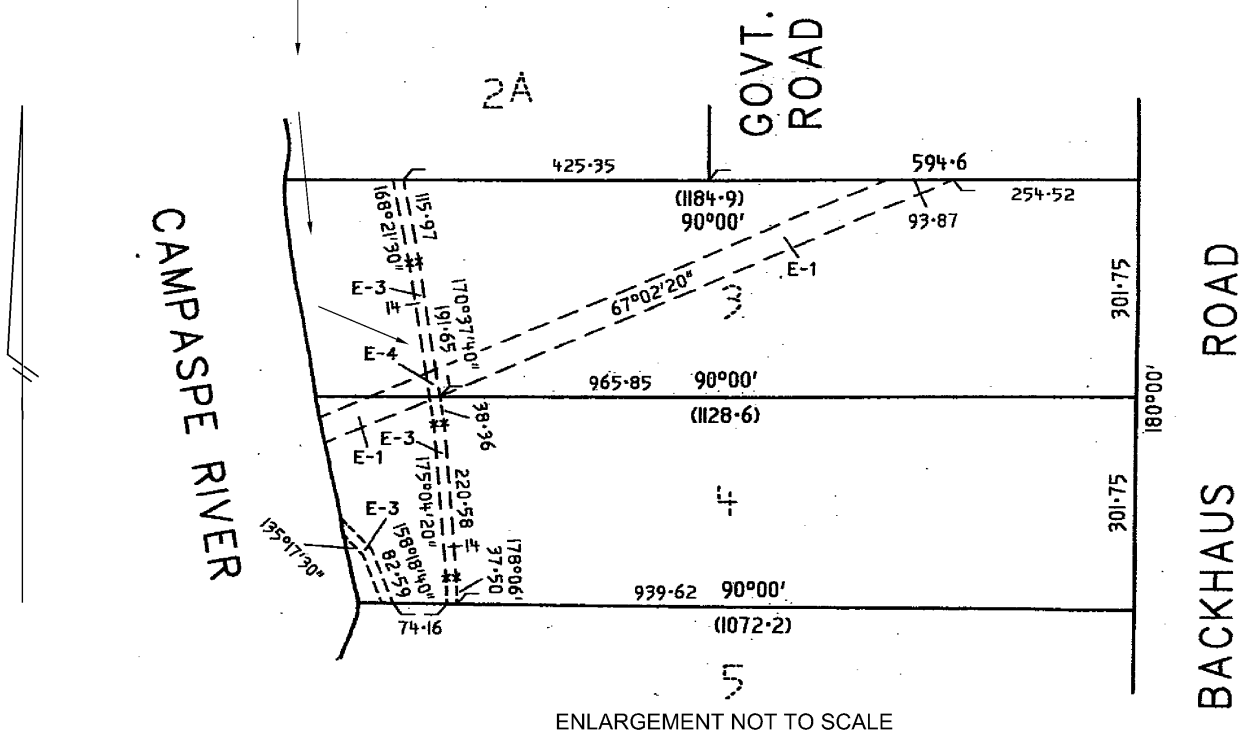 2A
GOVT.
ROAD
425·35
594·6
(1184·9)
90°00'
254·52
93·87
168°21'30"
115·97
E-1
E-3
14
67°02'20"
3
301·75
170°37'40"
191·65
E-4
965·85 90°00'
(1128·6)
180°00'
38·36
E-3
E-1
175°04'20"
220·58
4
301·75
E-3
135°17'30"
158°18'40"
82·59
14
37·50
178°06'
939·62 90°00'
74·16
(1072·2)
5
CAMPASPE RIVER
BACKHAUS ROAD
ENLARGEMENT NOT TO SCALE